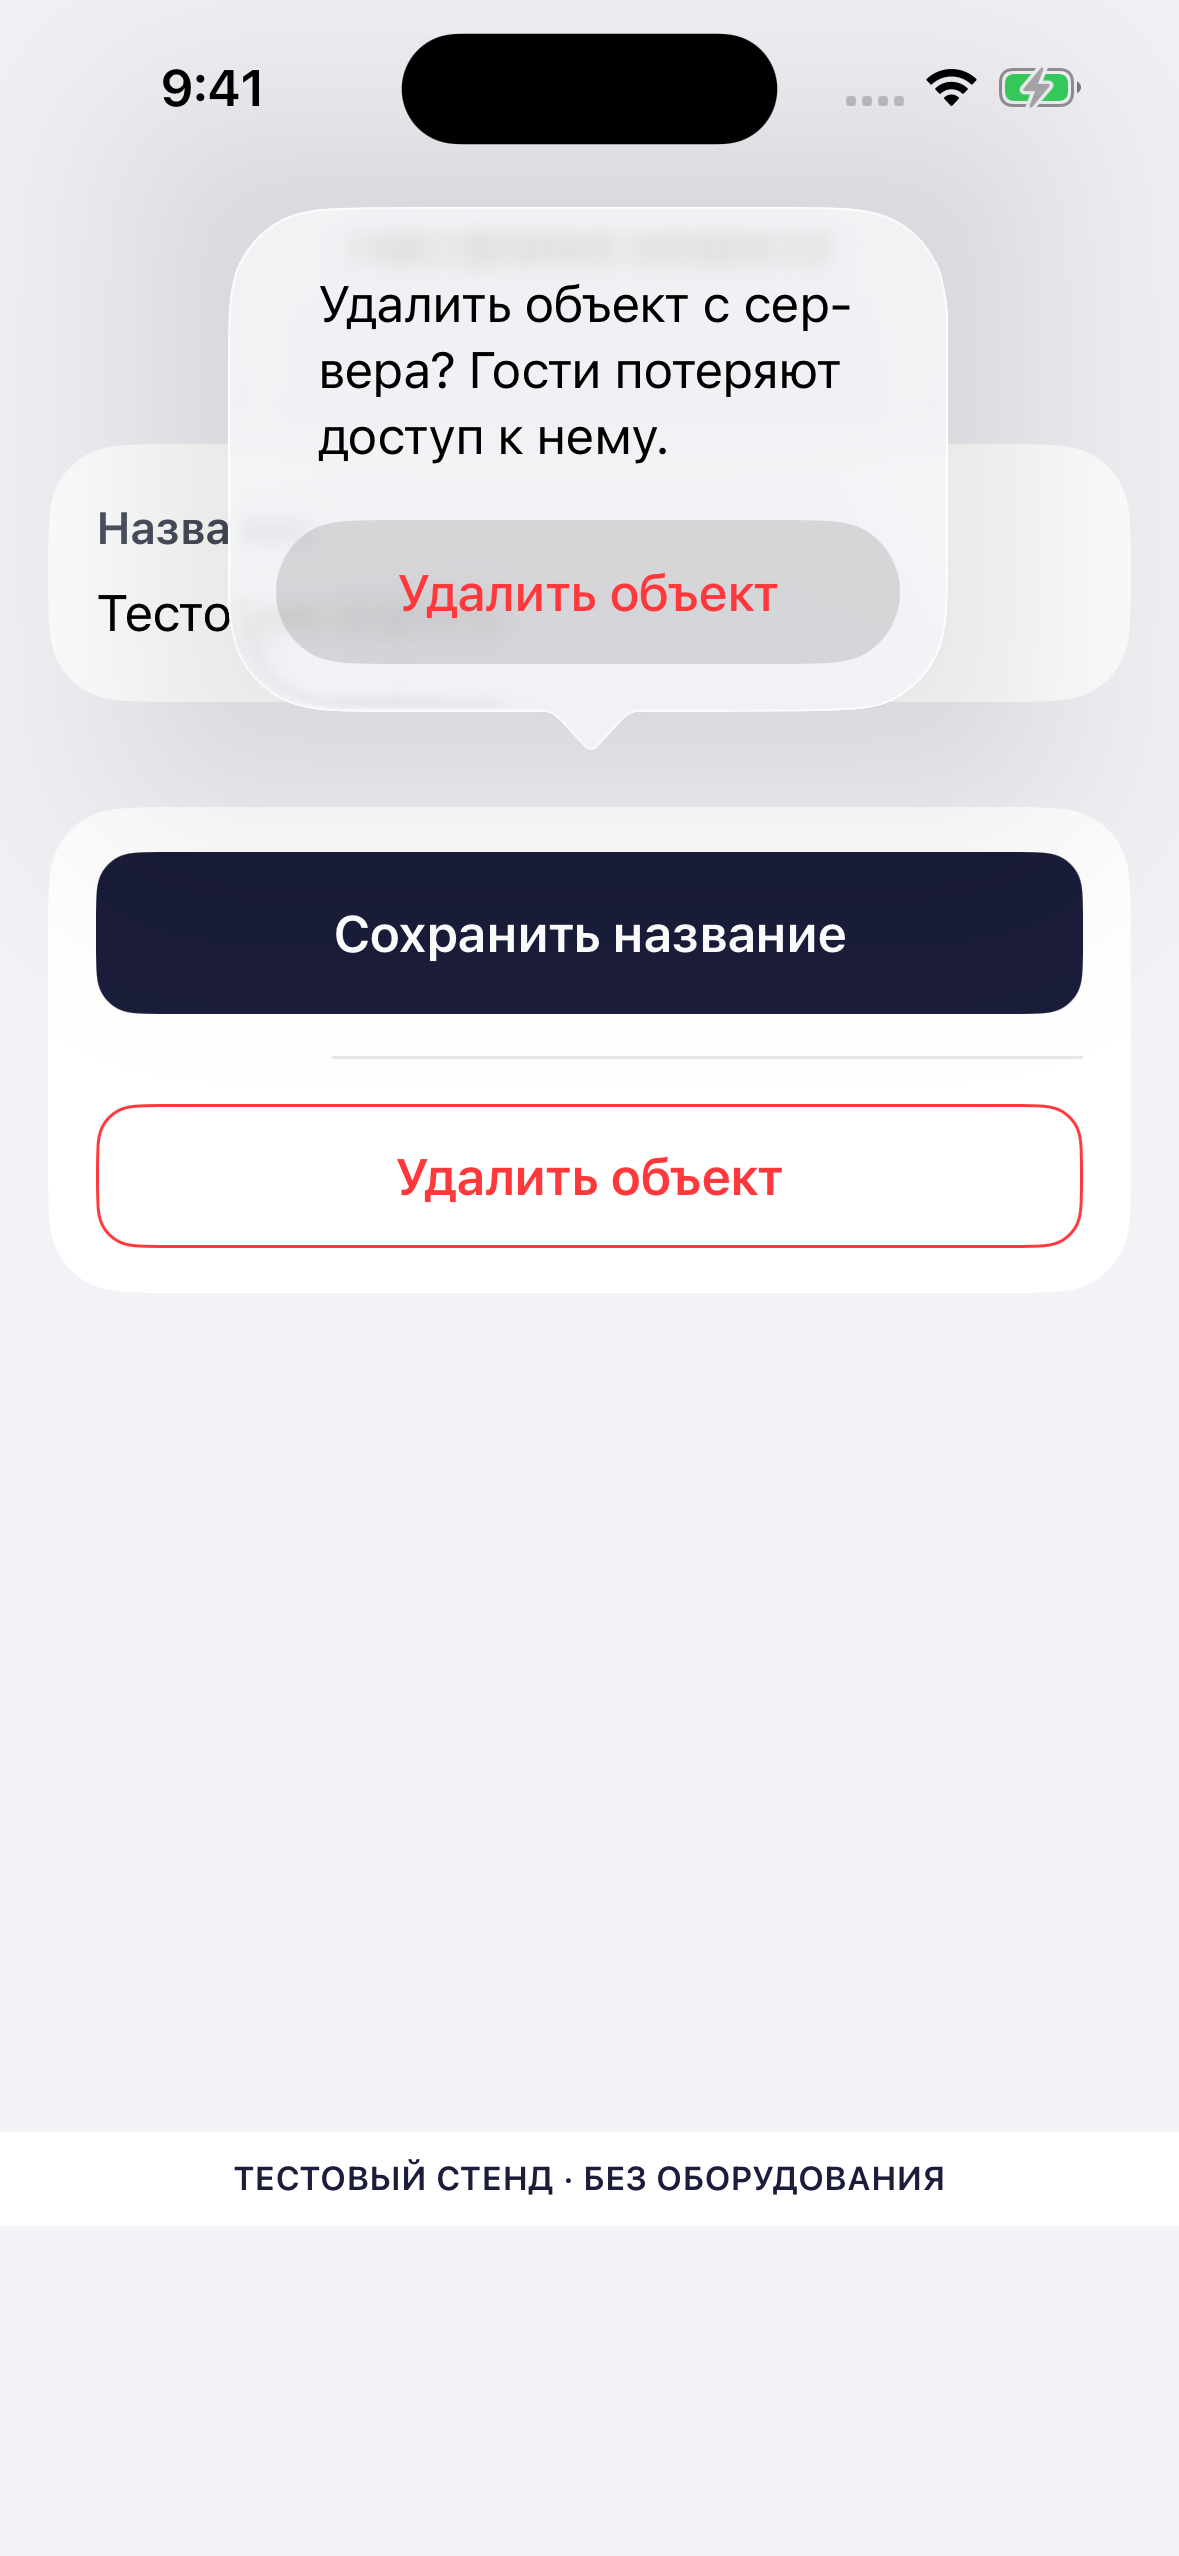 9:41
Удалить объект с сер-
вера? Гости потеряют
доступ к нему.
Назва
Тесто
Удалить объект
Сохранить название
Удалить объект
ТЕСТОВЫЙ СТЕНД · БЕЗ ОБОРУДОВАНИЯ